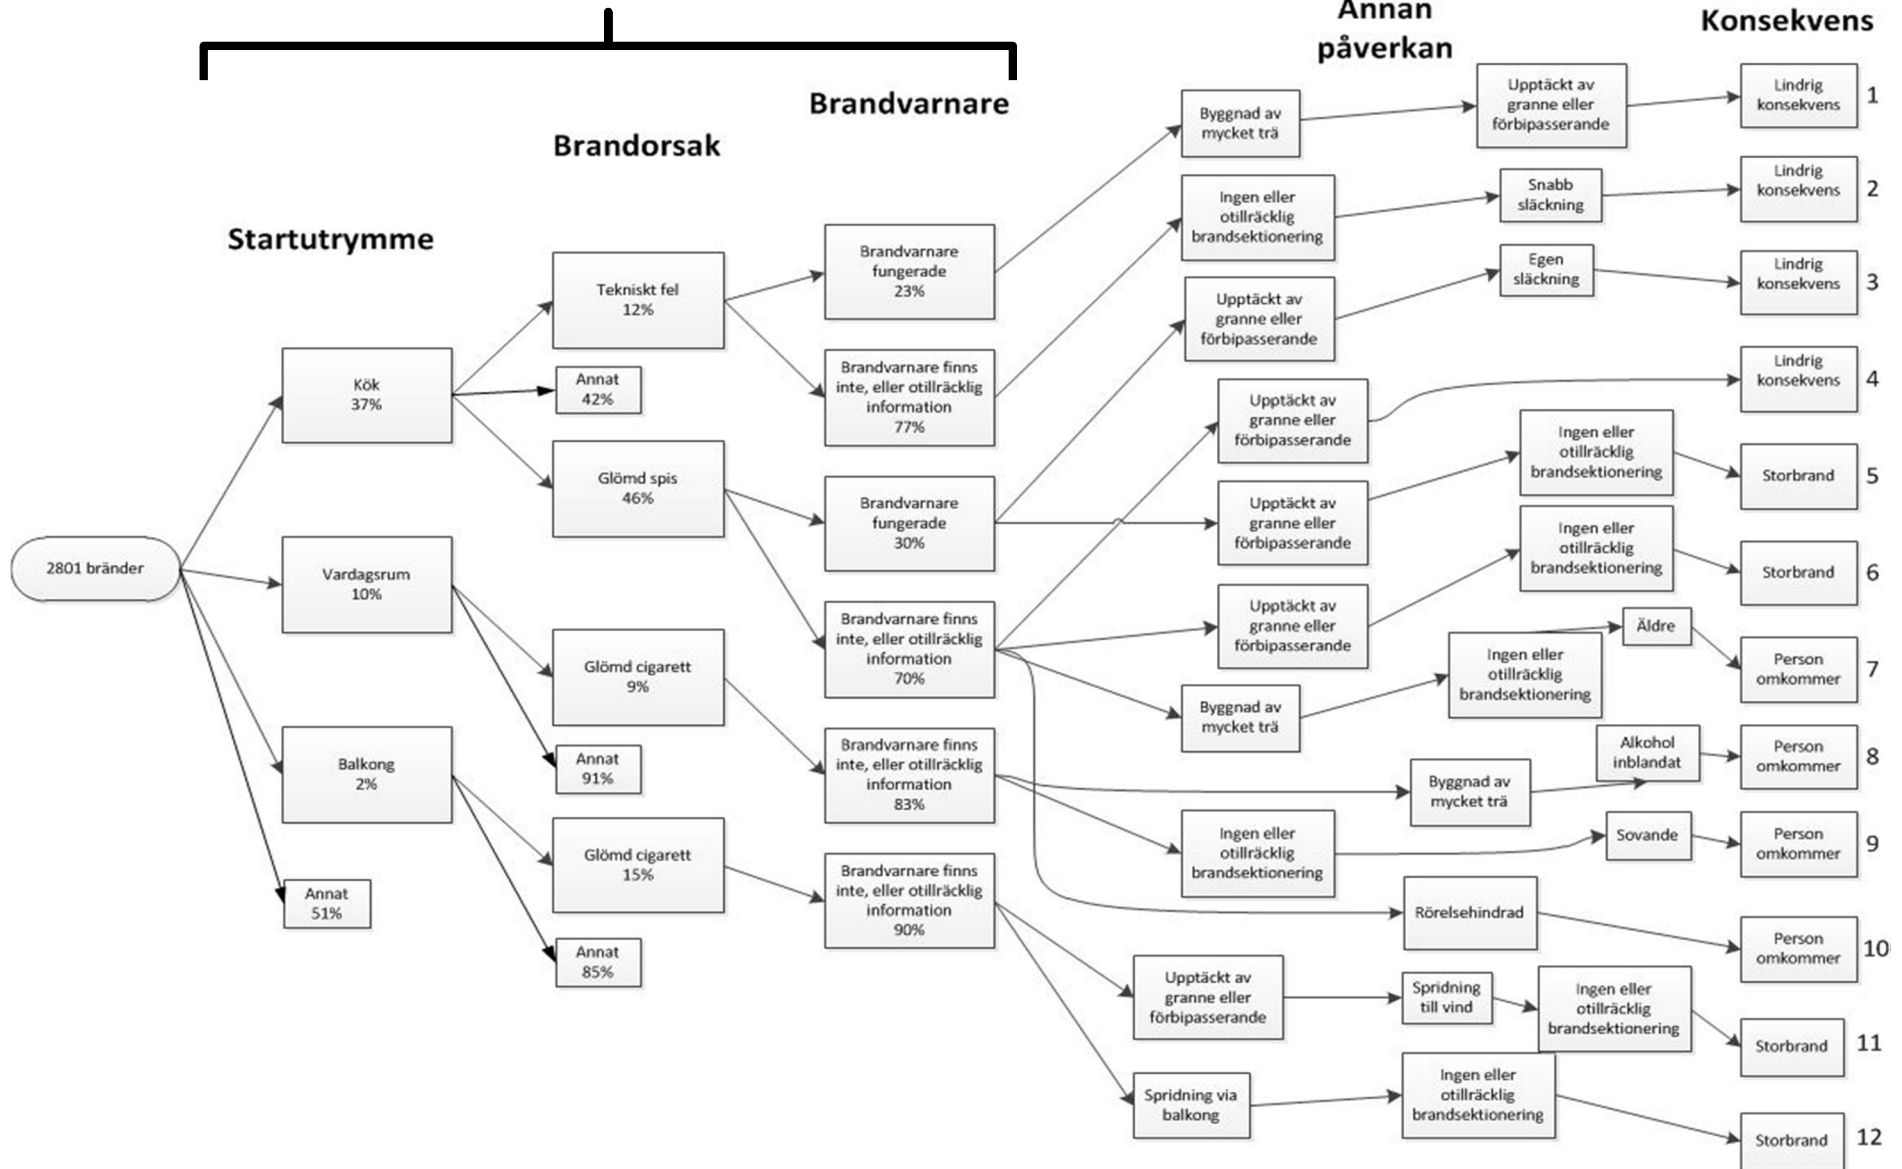 Annan
påverkan
Konsekvens
Brandvarnare
Brandorsak
Startutrymme
2801 bränder
Kök
37%
Vardagsrum
10%
Balkong
2%
Annat
51%
Tekniskt fel
12%
Annat
42%
Glömd spis
46%
Glömd cigarett
9%
Annat
91%
Glömd cigarett
15%
Annat
85%
Brandvarnare
fungerade
23%
Brandvarnare finns
inte, eller otillräcklig
information
77%
Brandvarnare
fungerade
30%
Brandvarnare finns
inte, eller otillräcklig
information
70%
Brandvarnare finns
inte, eller otillräcklig
information
83%
Brandvarnare finns
inte, eller otillräcklig
information
90%
Byggnad av
mycket trä
Upptäckt av
granne eller
förbipasserande
Lindrig
konsekvens
1
Ingen eller
otillräcklig
brandsektionering
Snabb
släckning
Lindrig
konsekvens
2
Upptäckt av
granne eller
förbipasserande
Egen
släckning
Lindrig
konsekvens
3
Upptäckt av
granne eller
förbipasserande
Lindrig
konsekvens
4
Upptäckt av
granne eller
förbipasserande
Ingen eller
otillräcklig
brandsektionering
Storbrand
5
Upptäckt av
granne eller
förbipasserande
Ingen eller
otillräcklig
brandsektionering
Storbrand
6
Byggnad av
mycket trä
Ingen eller
otillräcklig
brandsektionering
Äldre
Person
omkommer
7
Byggnad av
mycket trä
Alkohol
inblandat
Person
omkommer
8
Ingen eller
otillräcklig
brandsektionering
Sovande
Person
omkommer
9
Rörelsehindrad
Person
omkommer
10
Upptäckt av
granne eller
förbipasserande
Spridning
till vind
Ingen eller
otillräcklig
brandsektionering
Storbrand
11
Spridning via
balkong
Ingen eller
otillräcklig
brandsektionering
Storbrand
12